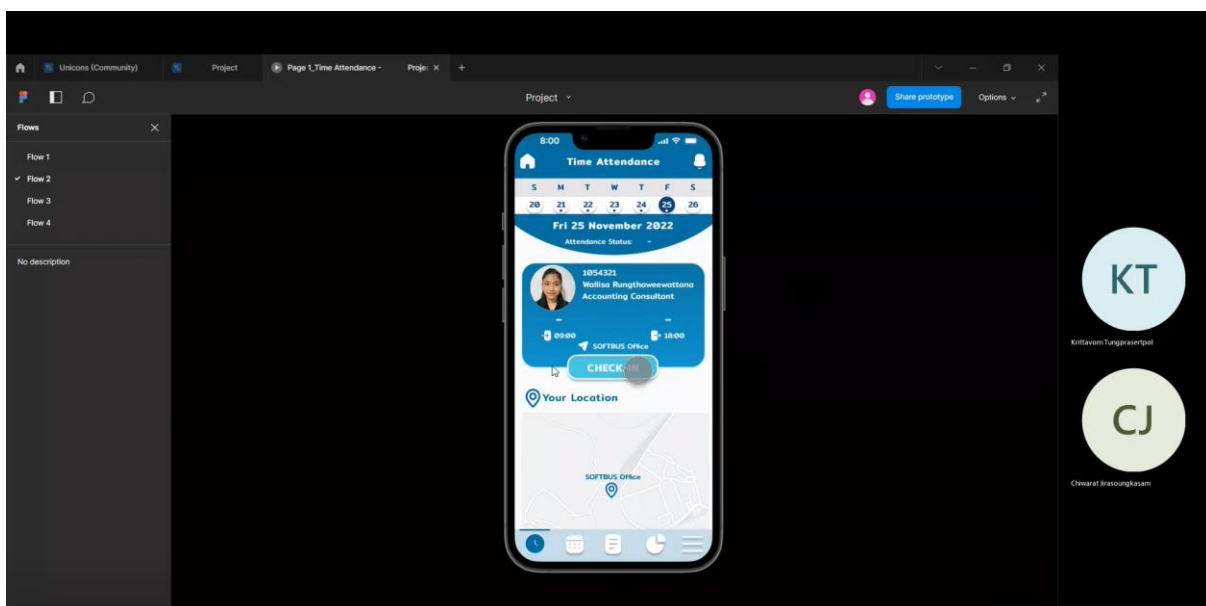 Unicons (Community)
Project
Page 1_Time Attendance -
Projec
Project
Share prototype
Options
Flows
Flow 1
Flow 2
Flow 3
Flow 4
No description
8:00
Time Attendance
S M T W T F S
20 21 22 23 24 25 26
Fri 25 November 2022
Attendance Status: -
1054321
Wallisa Rungthaweewattana
Accounting Consultant
- -
09:00 18:00
SOFTBUS Office
CHECK-IN
Your Location
SOFTBUS Office
KT
Krittavorn Tungprasertpol
CJ
Chiwarat Jirasoungkasam